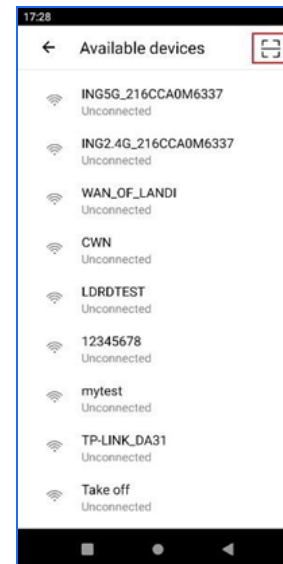 17:28
Available devices
ING5G_216CCA0M6337
Unconnected
ING2.4G_216CCA0M6337
Unconnected
WAN_OF_LANDI
Unconnected
CWN
Unconnected
LDRDTEST
Unconnected
12345678
Unconnected
mytest
Unconnected
TP-LINK_DA31
Unconnected
Take off
Unconnected